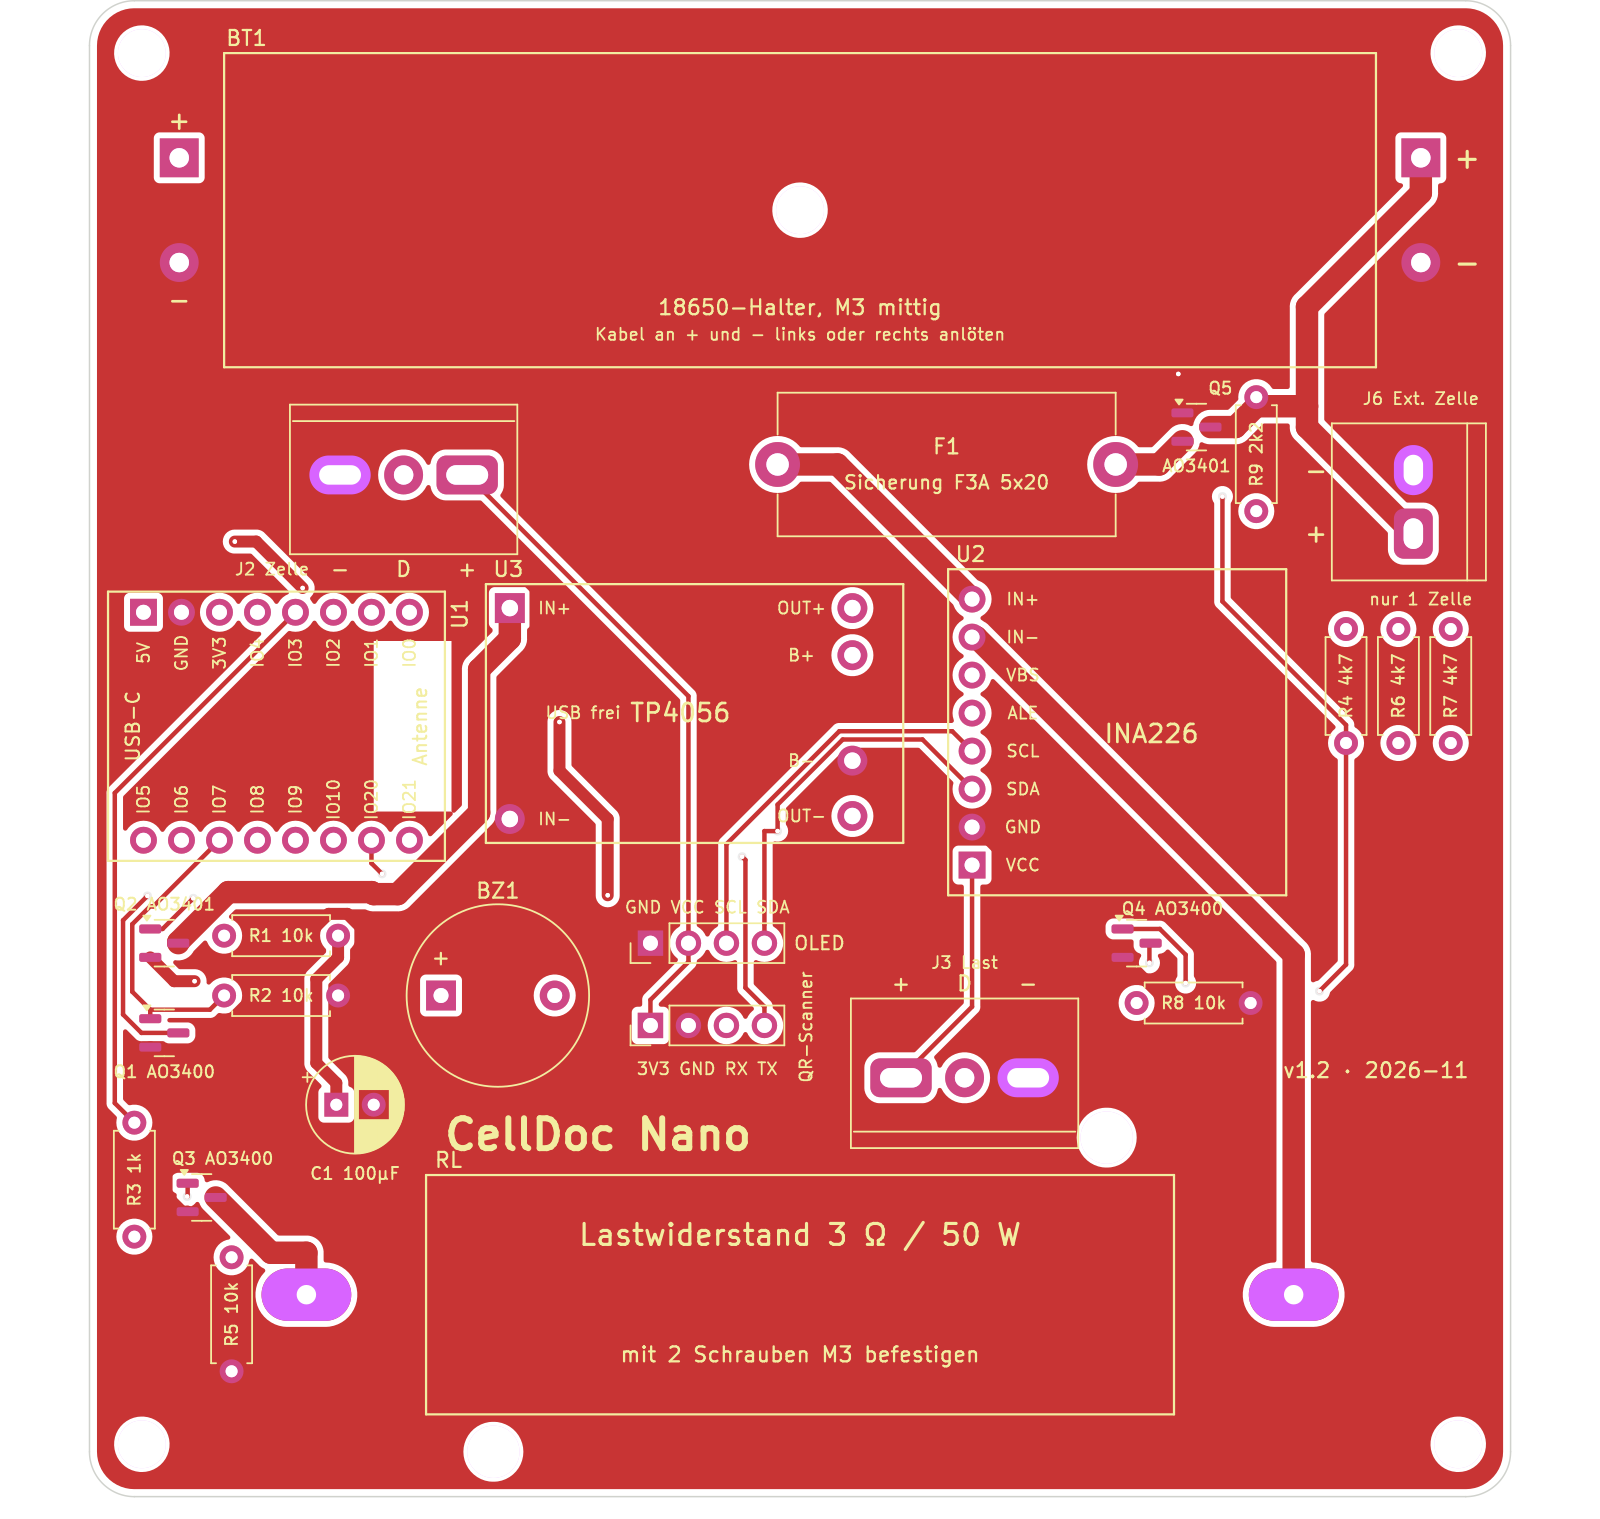 BT1
+
+
-
-
18650-Halter, M3 mittig
Kabel an + und - links oder rechts anlöten
Q5
J6 Ext. Zelle
F1
Sicherung F3A 5x20
AO3401
R9 2k2
-
+
nur 1 Zelle
J2 Zelle
-
D
+
U3
U2
U1
5V
GND
3V3
IO4
IO3
IO2
IO1
IO0
USB-C
Antenne
IO5
IO6
IO7
IO8
IO9
IO10
IO20
IO21
IN+
OUT+
B+
USB frei
TP4056
B-
OUT-
IN-
IN+
IN-
VBS
ALE
SCL
SDA
GND
VCC
INA226
R4 4k7
R6 4k7
R7 4k7
Q2 AO3401
R1 10k
R2 10k
Q1 AO3400
BZ1
+
GND VCC SCL SDA
OLED
QR-Scanner
3V3 GND RX TX
J3 Last
+
D
-
Q4 AO3400
R8 10k
v1.2 · 2026-11
+
C1 100µF
CellDoc Nano
R3 1k
Q3 AO3400
R5 10k
RL
Lastwiderstand 3 Ω / 50 W
mit 2 Schrauben M3 befestigen